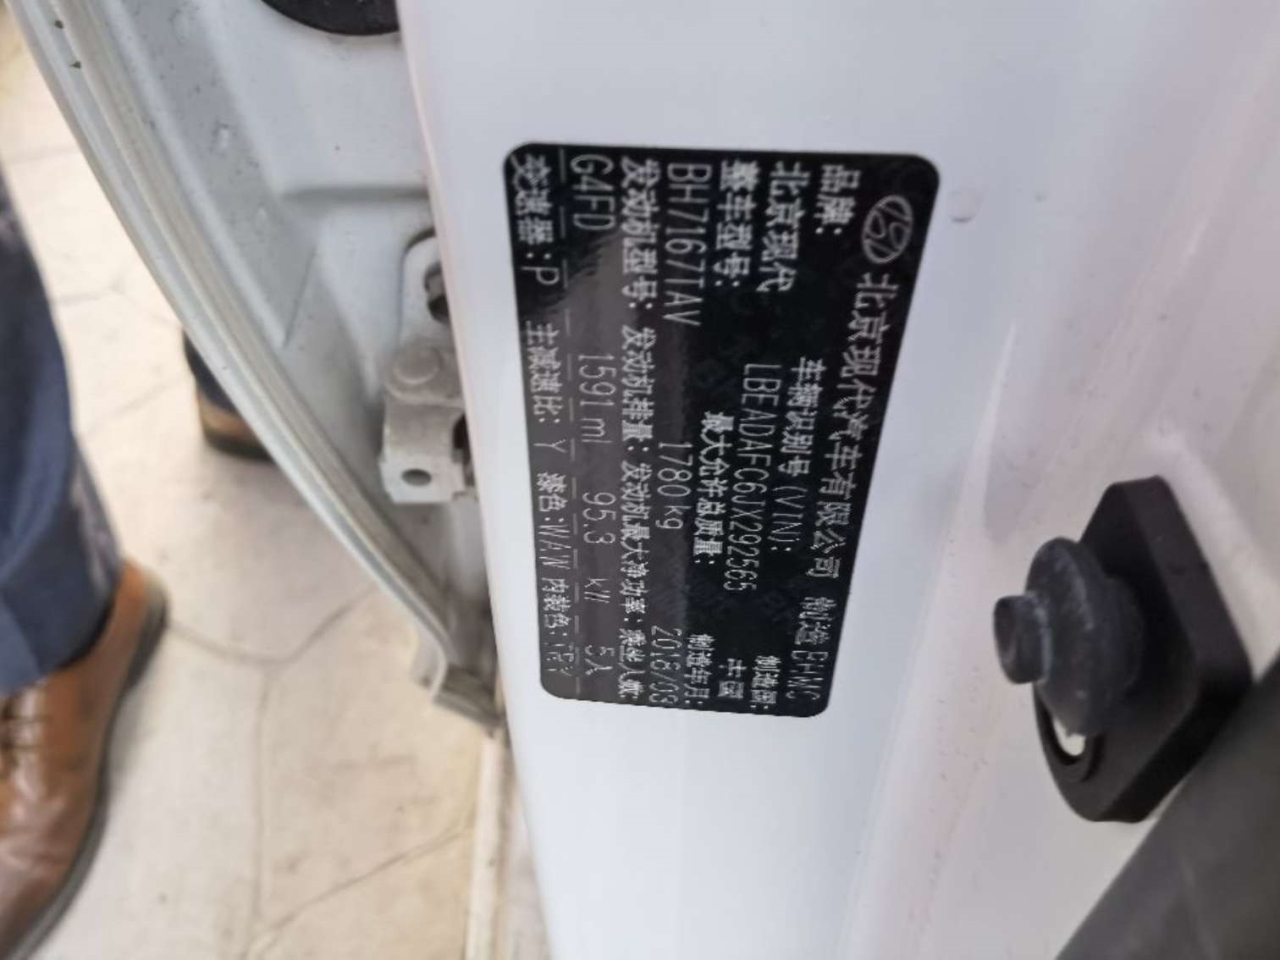 北京现代汽车有限公司 制造 BHMC
品牌: 车辆识别号(VIN): 制造国:
北京现代 LBEADAFC6JX292565 中国
整车型号: 最大允许总质量: 制造年月:
BH7167TAV 1780kg 2018/03
发动机型号: 发动机排量: 发动机最大净功率: 乘坐人数:
G4FD 1591ml 95.3 kW 5人
变速器: P 主减速比: Y 漆色: WAW 内装色: